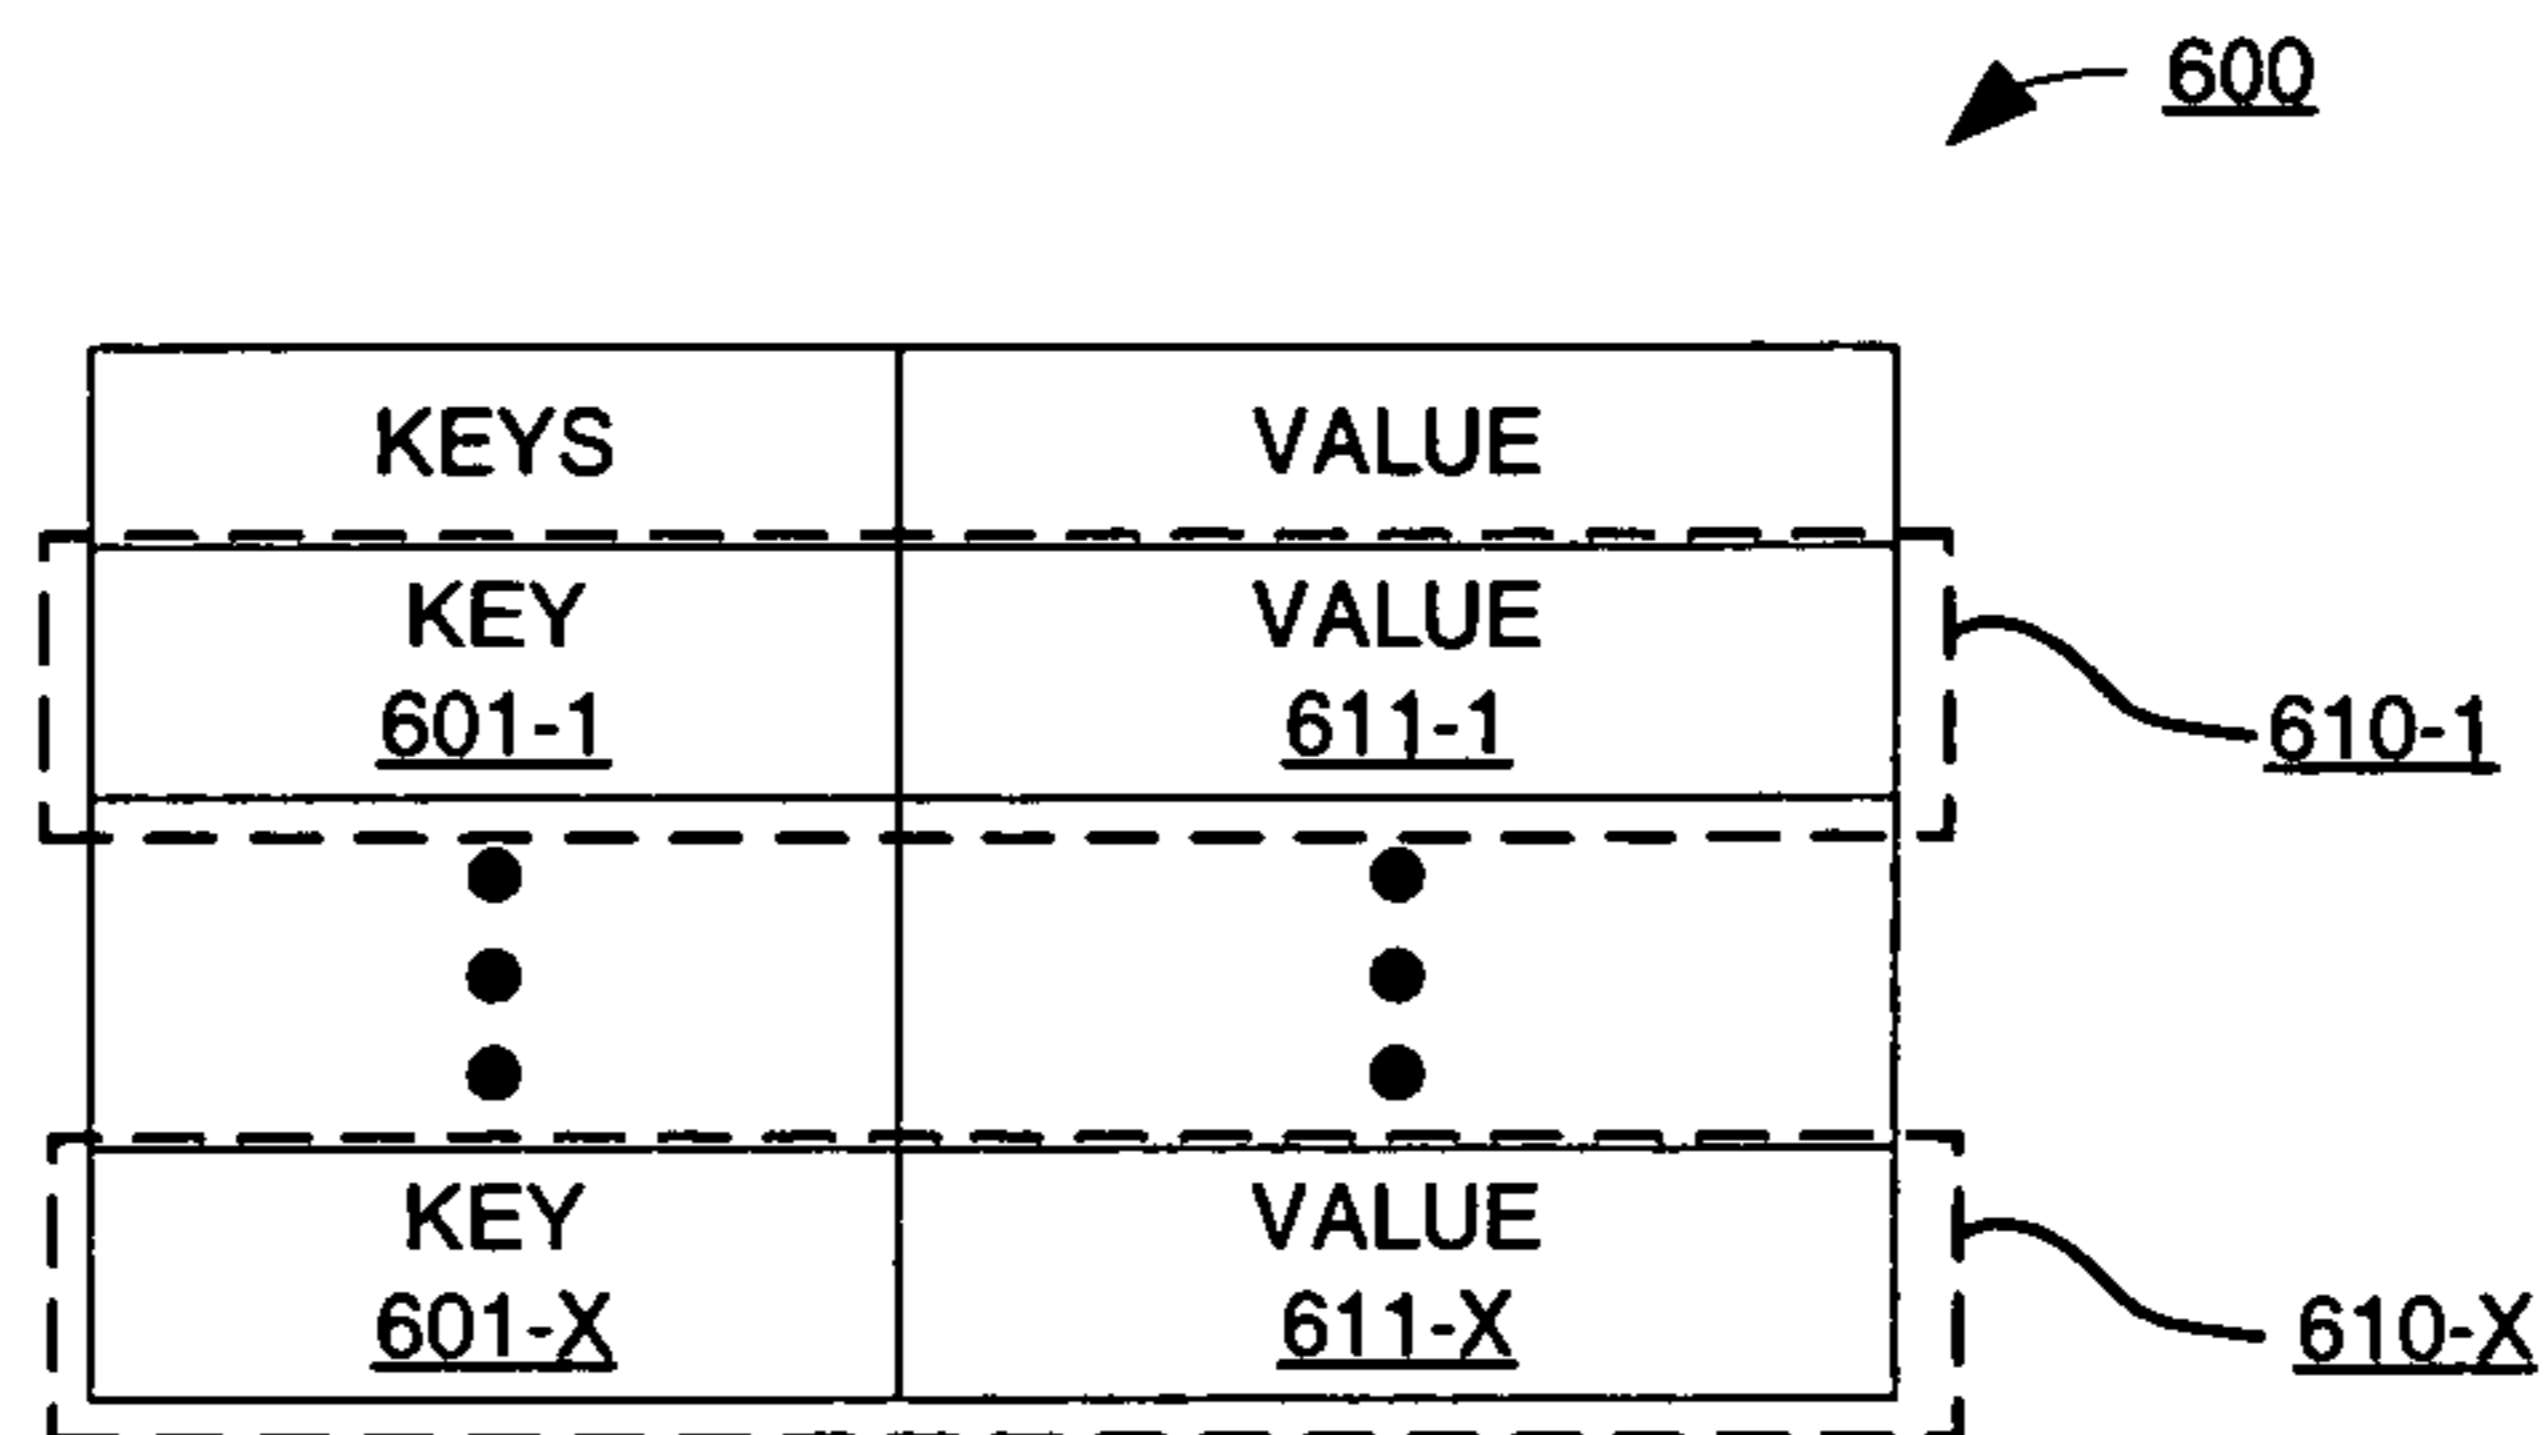 600
KEYS VALUE
KEY VALUE
601-1 611-1
610-1
KEY VALUE
601-X 611-X
610-X